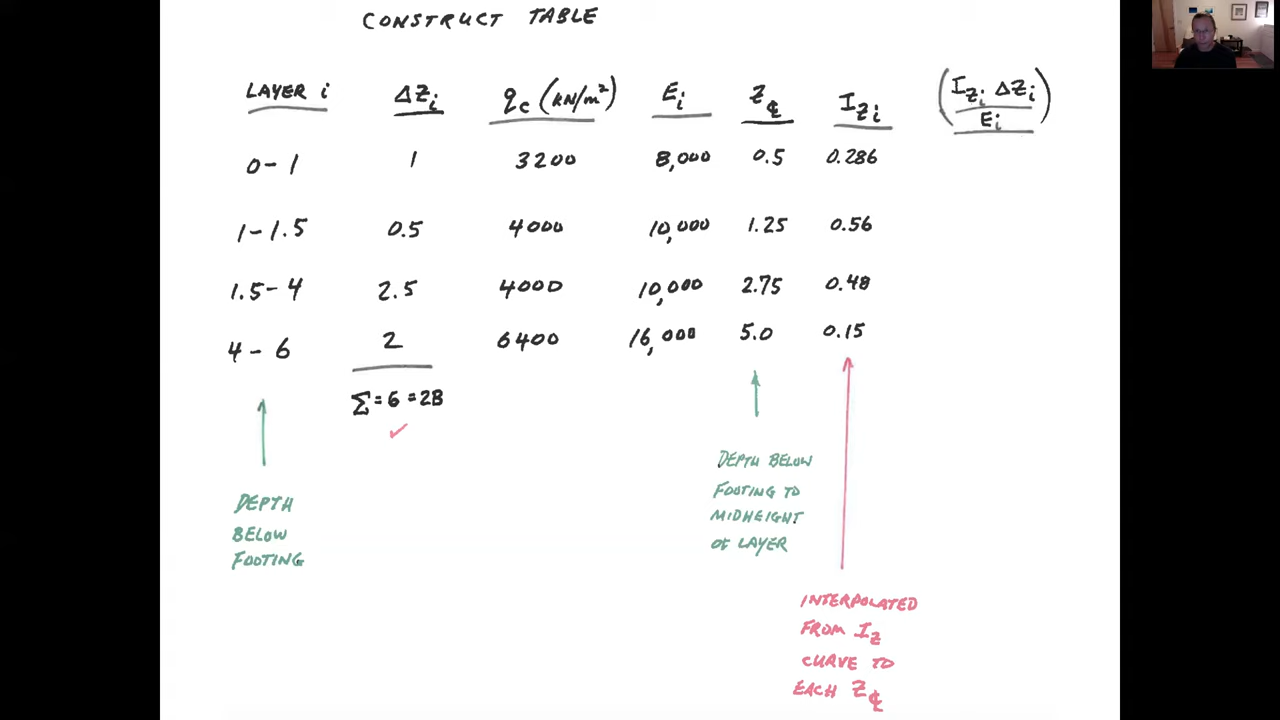 CONSTRUCT TABLE
LAYER i ΔZi qc (KN/m²) Ei Z℄ IZi (IZi ΔZi / Ei)
0-1 1 3200 8,000 0.5 0.286
1-1.5 0.5 4000 10,000 1.25 0.56
1.5-4 2.5 4000 10,000 2.75 0.48
4-6 2 6400 16,000 5.0 0.15
Σ=6=2B
✓
DEPTH
BELOW
FOOTING
DEPTH BELOW
FOOTING TO
MIDHEIGHT
OF LAYER
INTERPOLATED
FROM IZ
CURVE TO
EACH Z℄